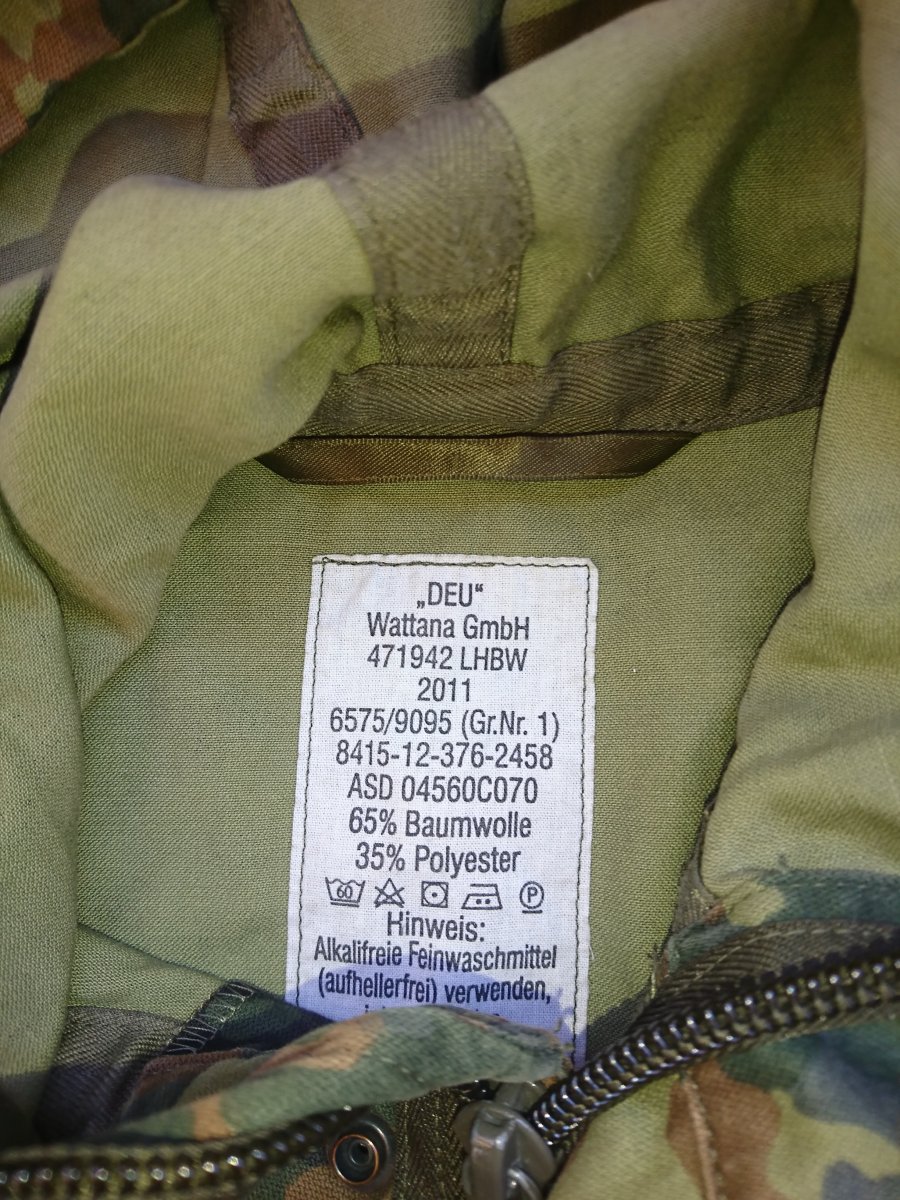 „DEU“
Wattana GmbH
471942 LHBW
2011
6575/9095 (Gr.Nr. 1)
8415-12-376-2458
ASD 04560C070
65% Baumwolle
35% Polyester
60 P
Hinweis:
Alkalifreie Feinwaschmittel
(aufhellerfrei) verwenden,